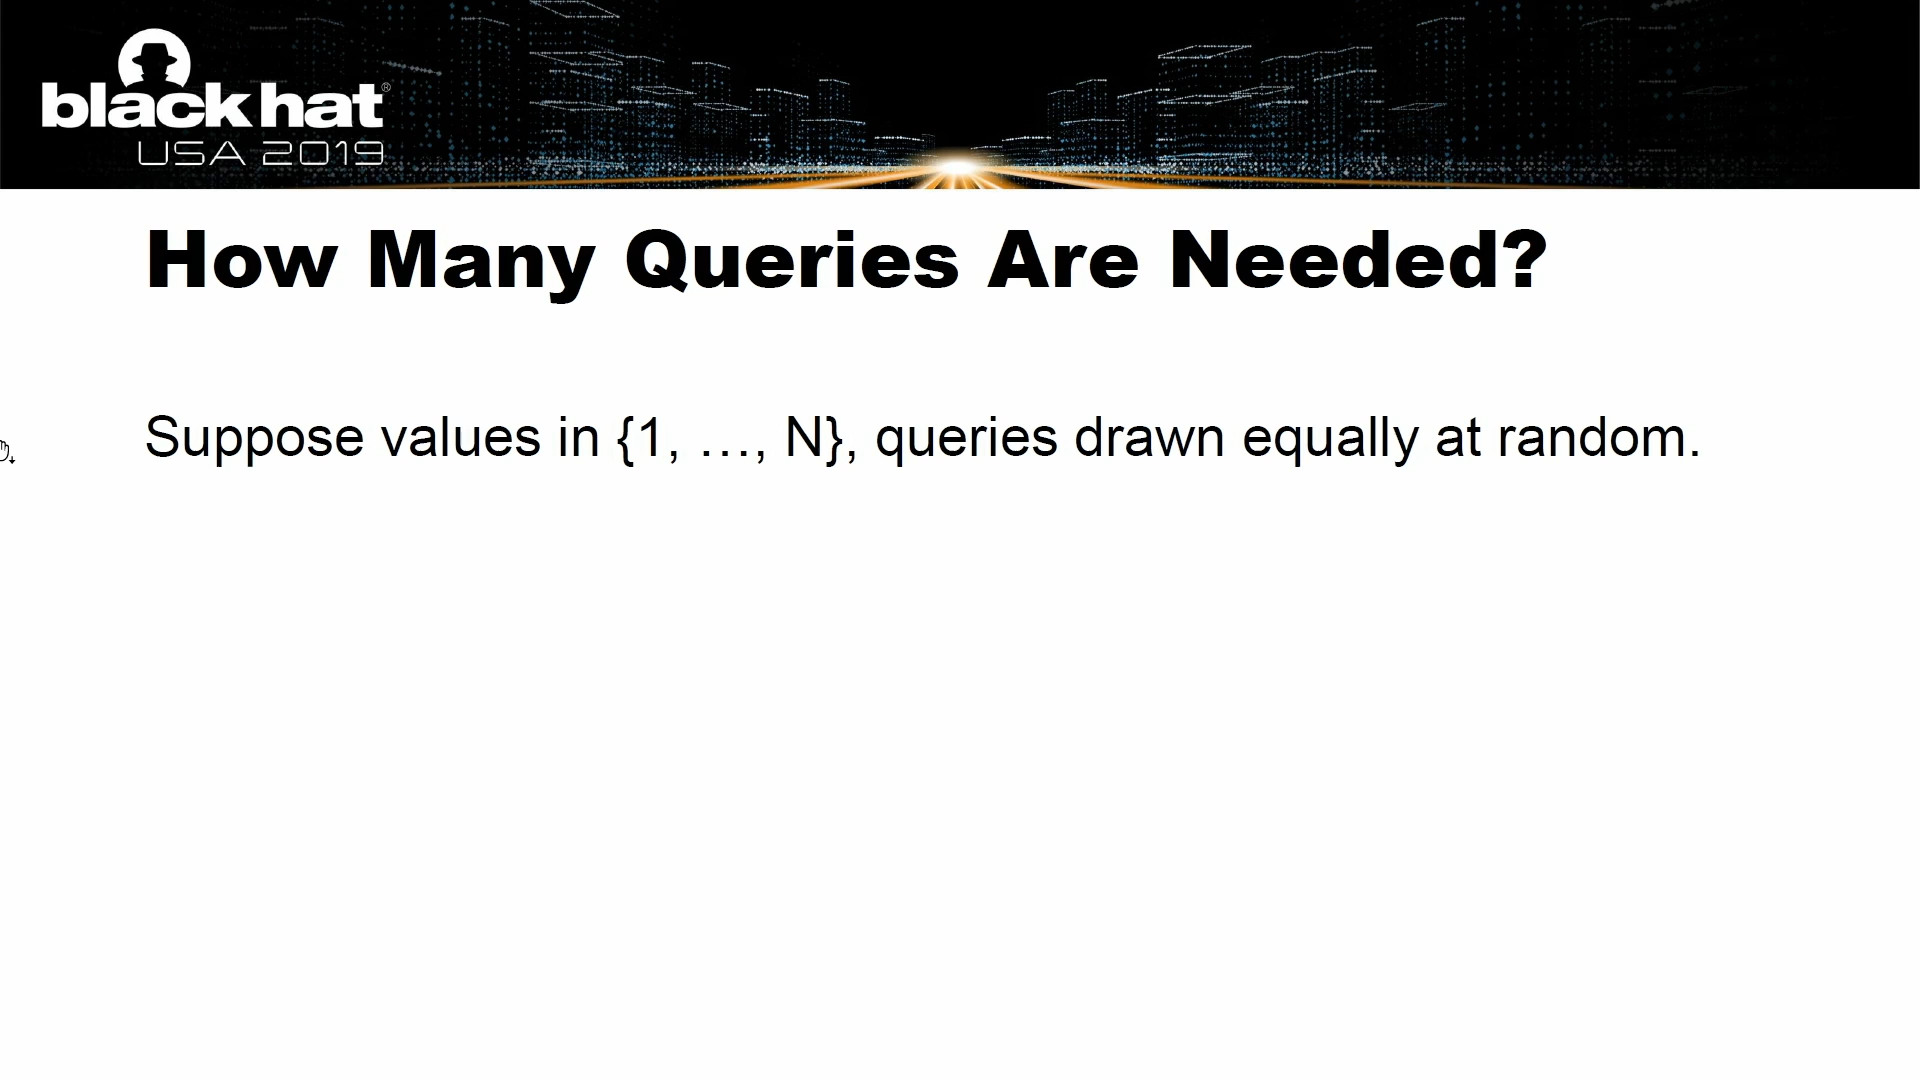 black hat®
USA 2019
How Many Queries Are Needed?
Suppose values in {1, …, N}, queries drawn equally at random.